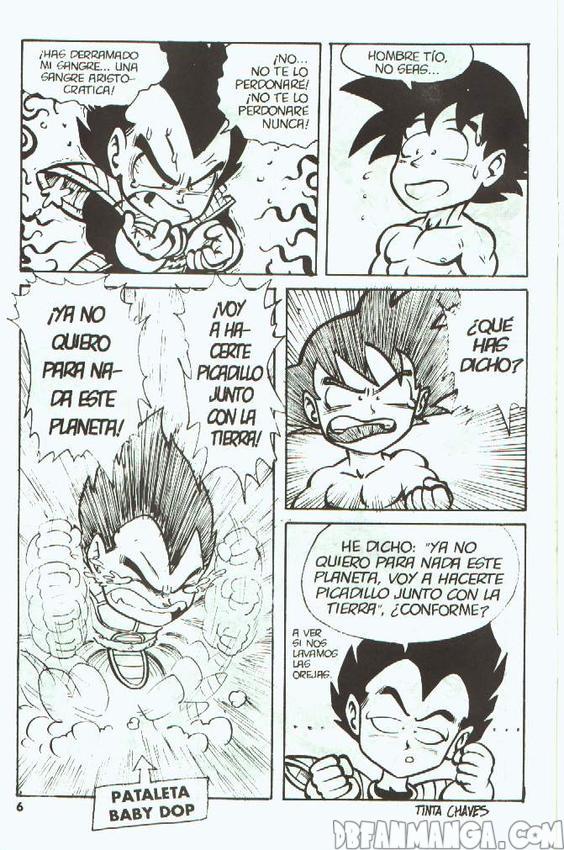 ¡HAS DERRAMADO
MI SANGRE... UNA
SANGRE ARISTO-
CRATICA!
¡NO...
NO TE LO
PERDONARE!
¡NO TE LO
PERDONARE
NUNCA!
HOMBRE TÍO,
NO SEAS...
¡YA NO
QUIERO
PARA NA-
DA ESTE
PLANETA!
¡VOY
A HA-
CERTE
PICADILLO
JUNTO
CON LA
TIERRA!
¿QUÉ
HAS
DICHO?
PATALETA
BABY DOP
HE DICHO: "YA NO
QUIERO PARA NADA ESTE
PLANETA, VOY A HACERTE
PICADILLO JUNTO CON LA
TIERRA", ¿CONFORME?
A VER
SI NOS
LAVAMOS
LAS
OREJAS.
6
TINTA CHAVES
DBFANMANGA.COM